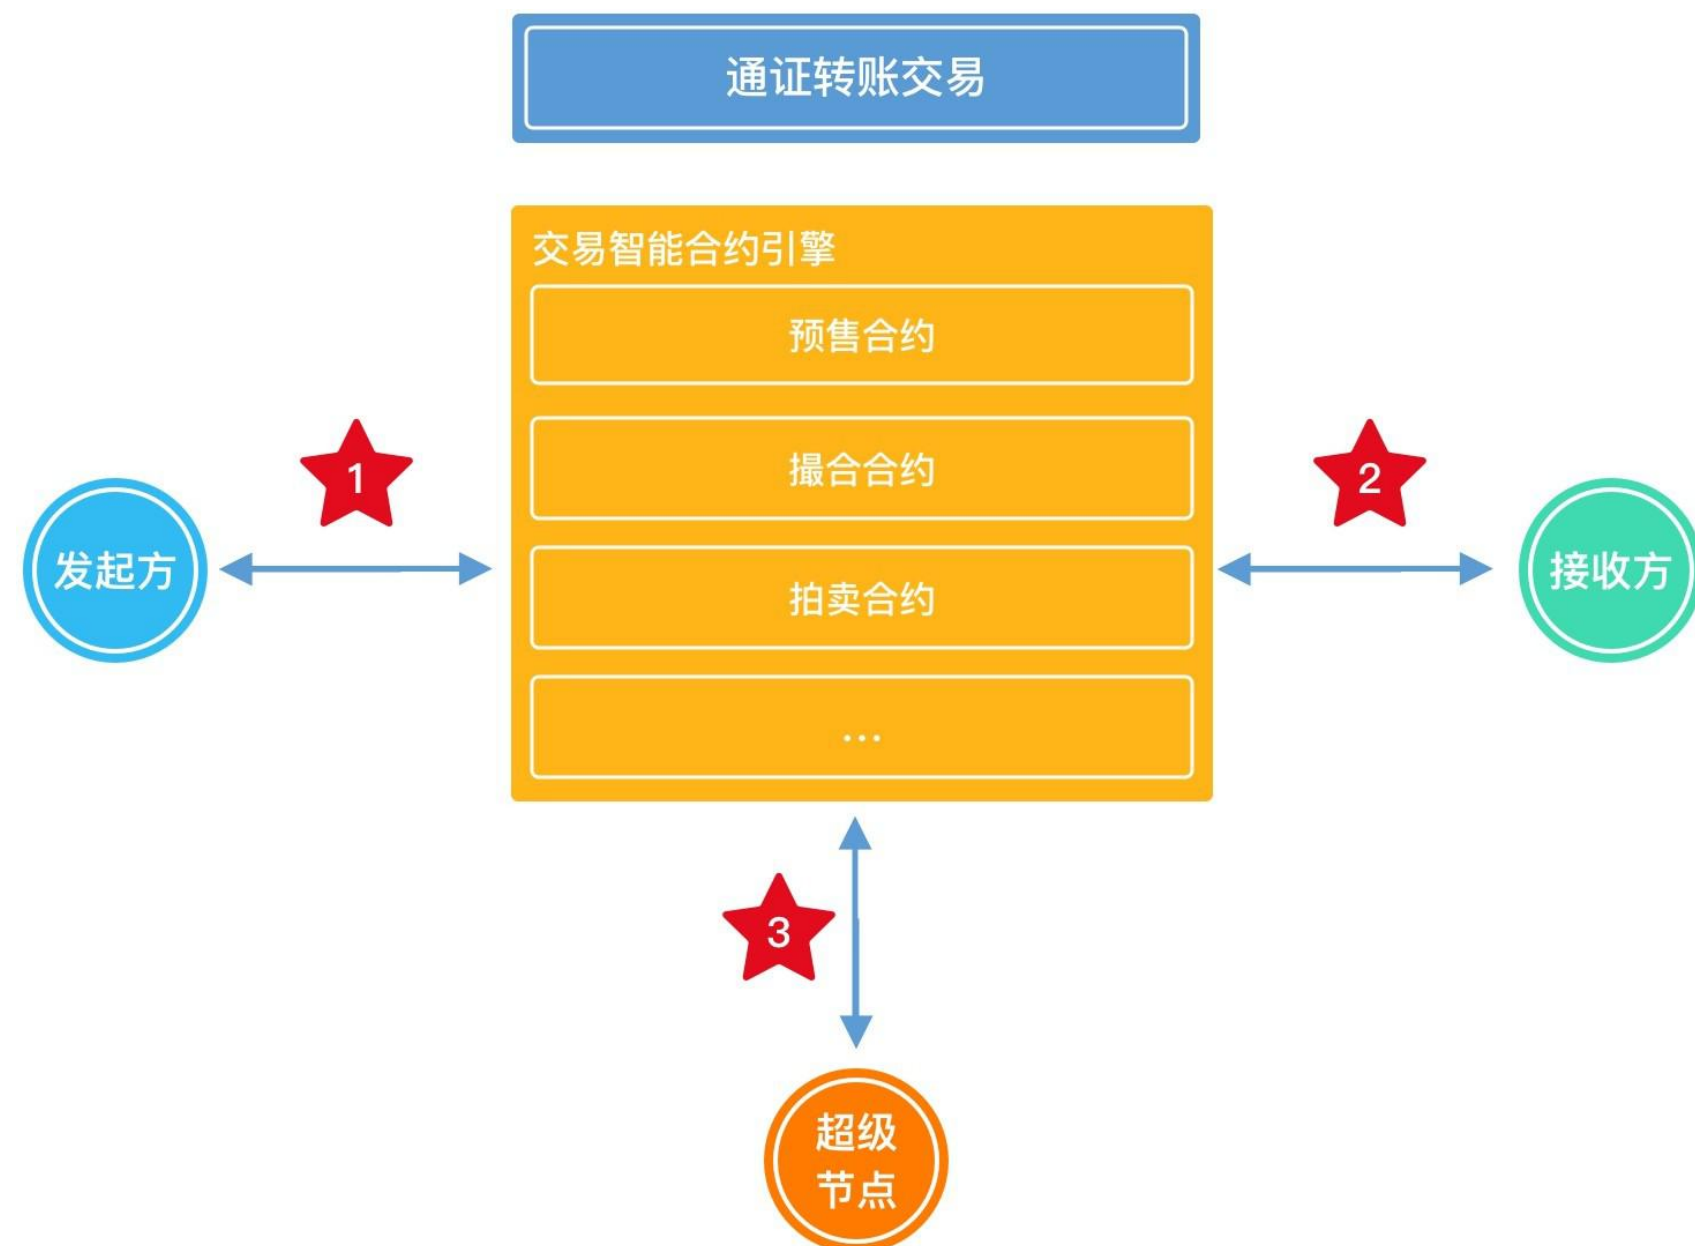 通证转账交易
交易智能合约引擎
预售合约
1
撮合合约
2
发起方
拍卖合约
接收方
...
3
超级
节点